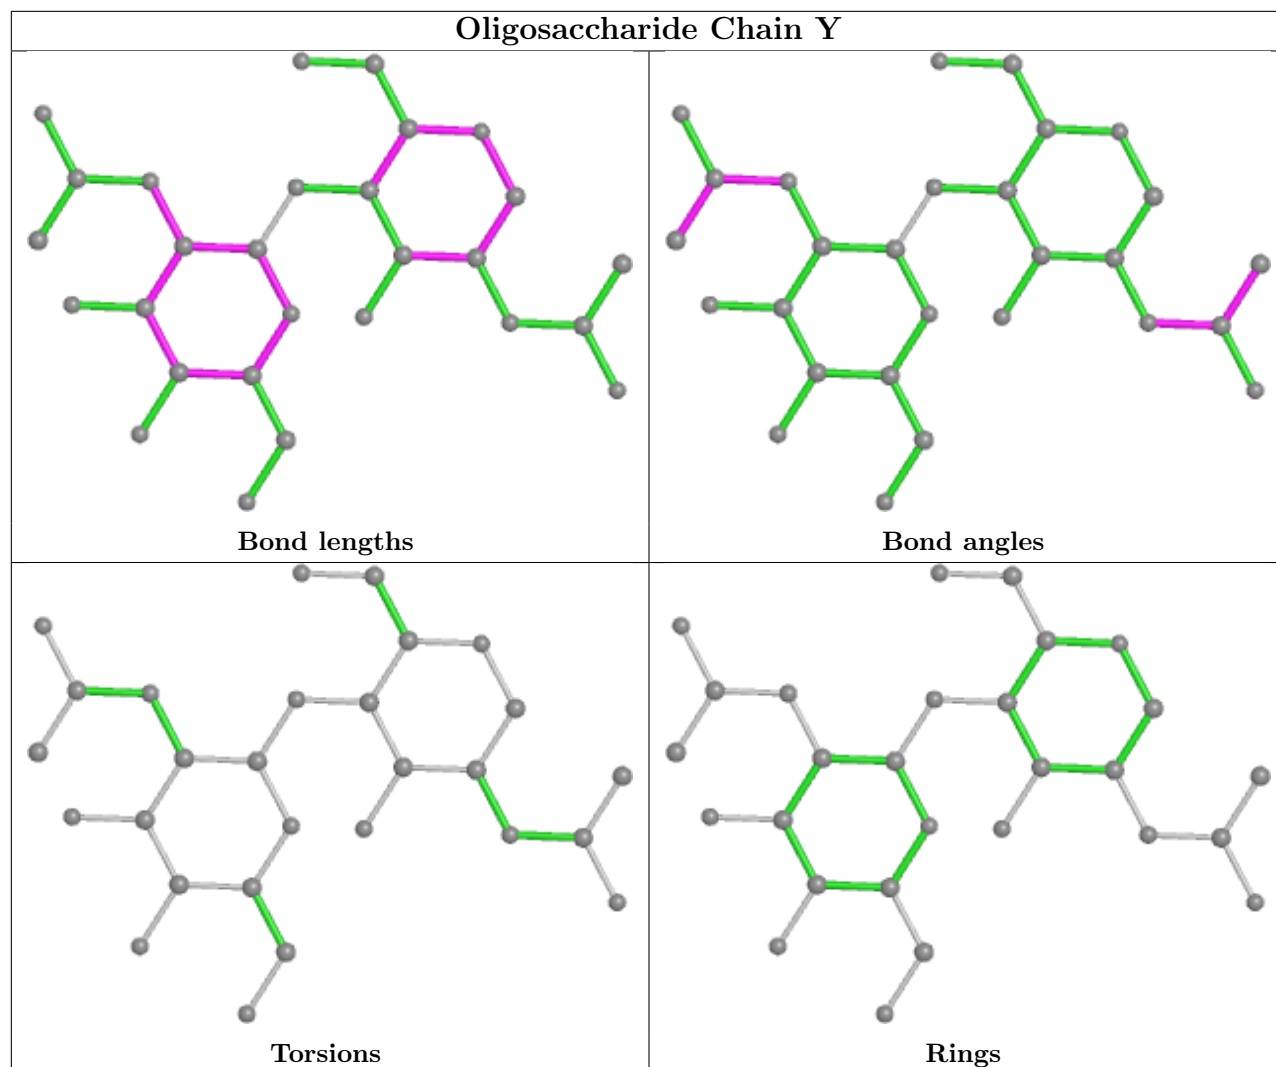 Oligosaccharide Chain Y
Bond lengths
Bond angles
Torsions
Rings